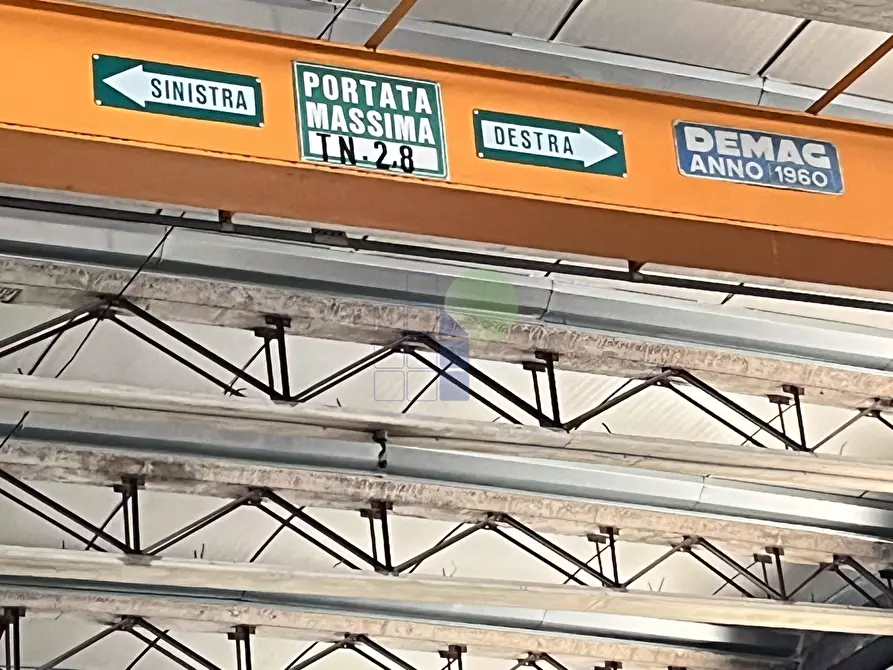 SINISTRA
PORTATA
MASSIMA
TN. 2,8
DESTRA
DEMAG
ANNO 1960